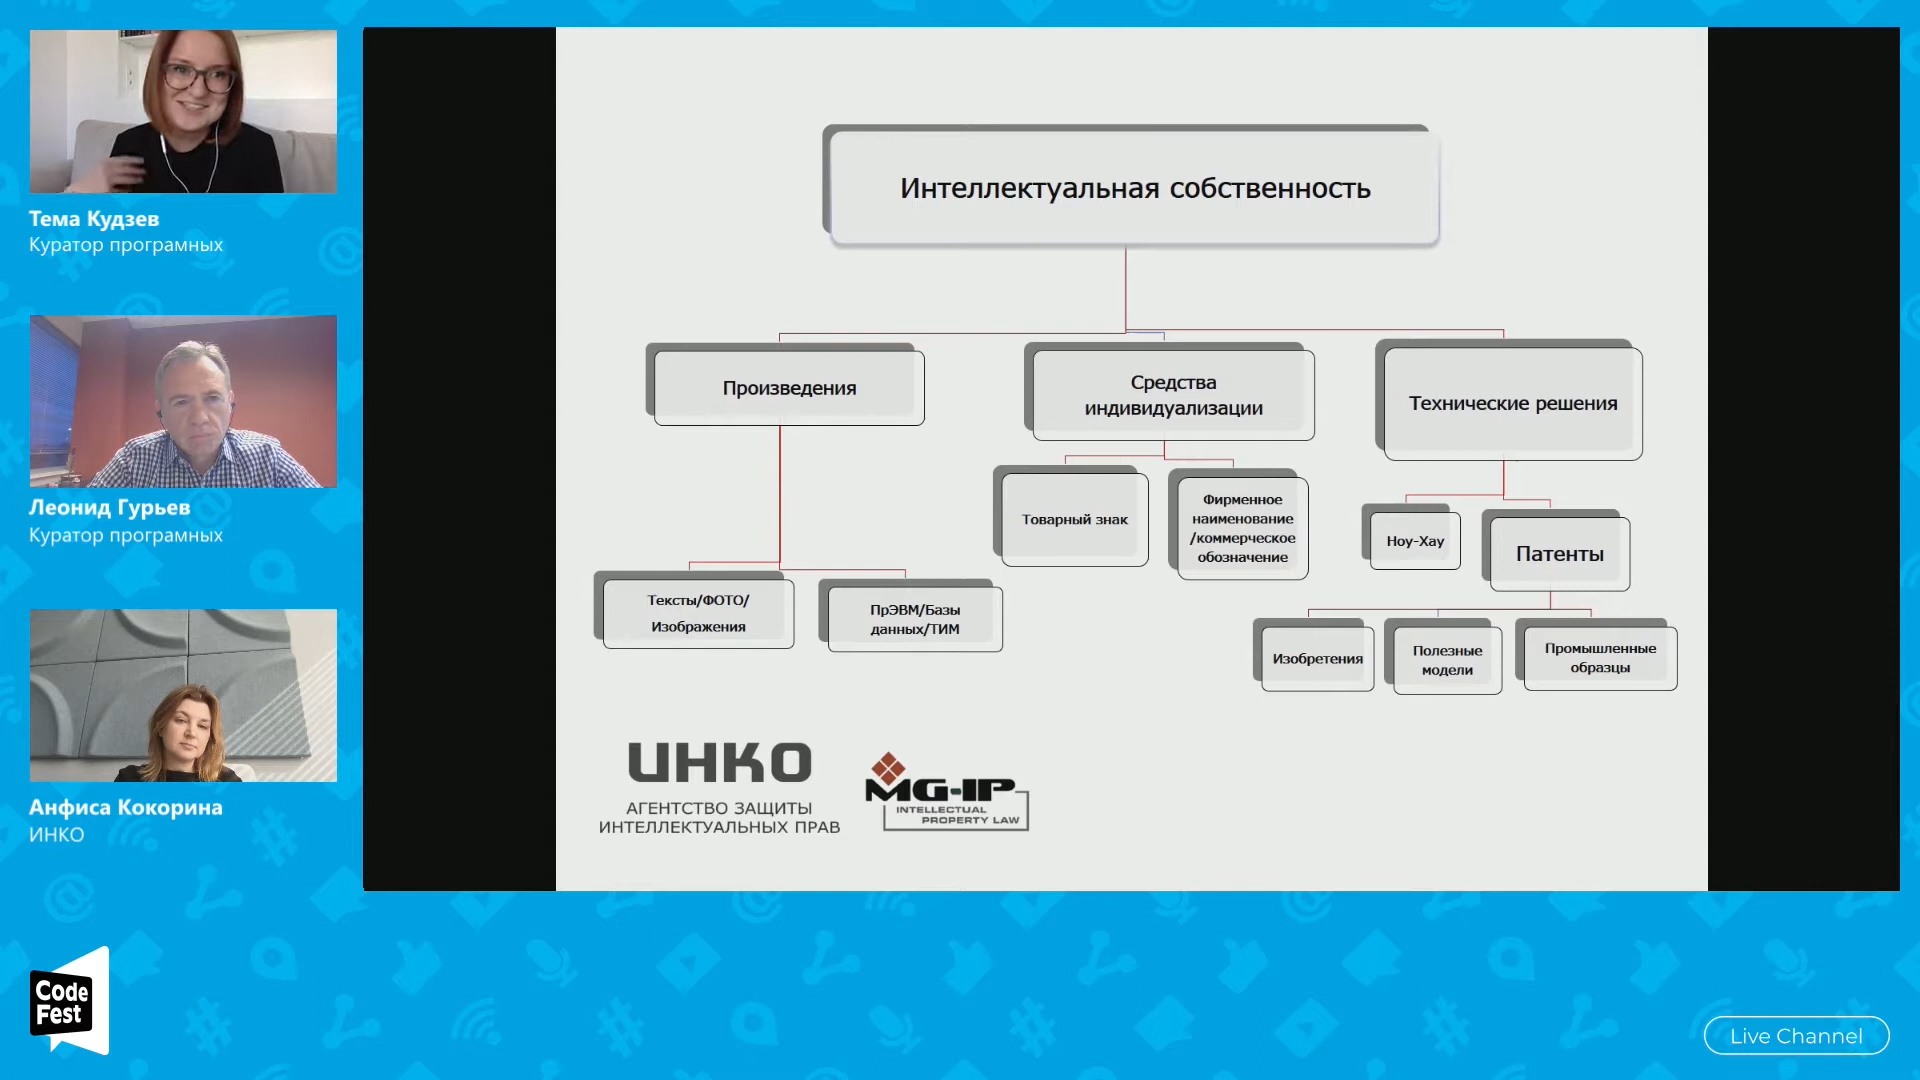 Тема Кудзев
Куратор програмных
Леонид Гурьев
Куратор програмных
Анфиса Кокорина
ИНКО
Интеллектуальная собственность
Произведения
Средства
индивидуализации
Технические решения
Товарный знак
Фирменное
наименование
/коммерческое
обозначение
Ноу-Хау
Патенты
Тексты/ФОТО/
Изображения
ПрЭВМ/Базы
данных/ТИМ
Изобретения
Полезные
модели
Промышленные
образцы
ИНКО
АГЕНТСТВО ЗАЩИТЫ
ИНТЕЛЛЕКТУАЛЬНЫХ ПРАВ
MG-IP
INTELLECTUAL
PROPERTY LAW
Code
Fest
Live Channel